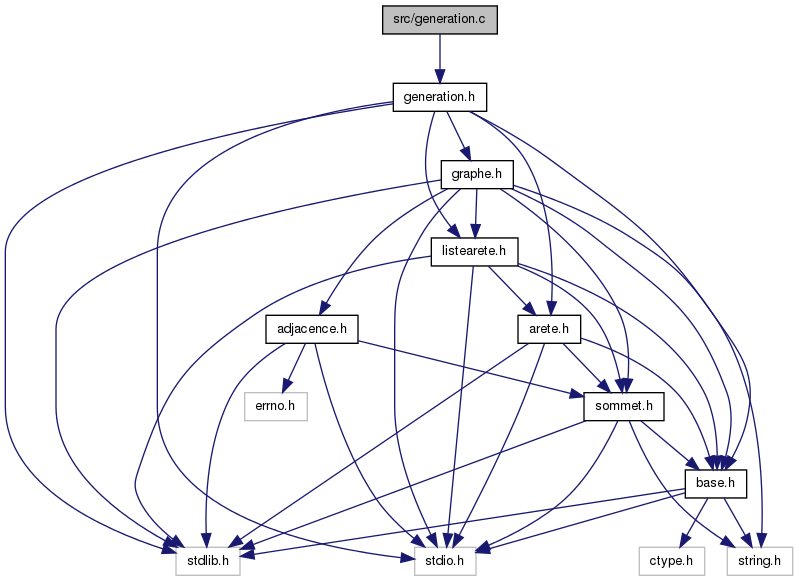 src/generation.c
generation.h
graphe.h
listearete.h
adjacence.h
arete.h
errno.h
sommet.h
base.h
stdlib.h
stdio.h
ctype.h
string.h